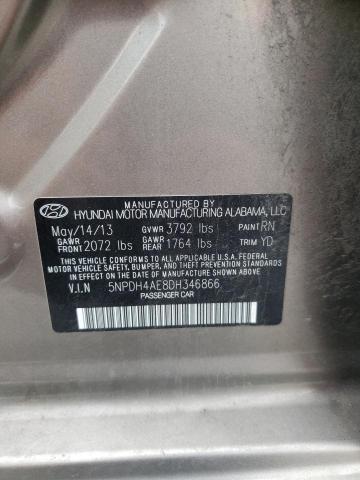 MANUFACTURED BY
HYUNDAI MOTOR MANUFACTURING ALABAMA, LLC
May/14/13 GVWR 3792 lbs PAINT RN
GAWR FRONT 2072 lbs GAWR REAR 1764 lbs TRIM YD
THIS VEHICLE CONFORMS TO ALL APPLICABLE U.S.A. FEDERAL
MOTOR VEHICLE SAFETY, BUMPER, AND THEFT PREVENTION
STANDARDS IN EFFECT ON THE DATE OF MANUFACTURE SHOWN ABOVE.
V.I.N 5NPDH4AE8DH346866
PASSENGER CAR